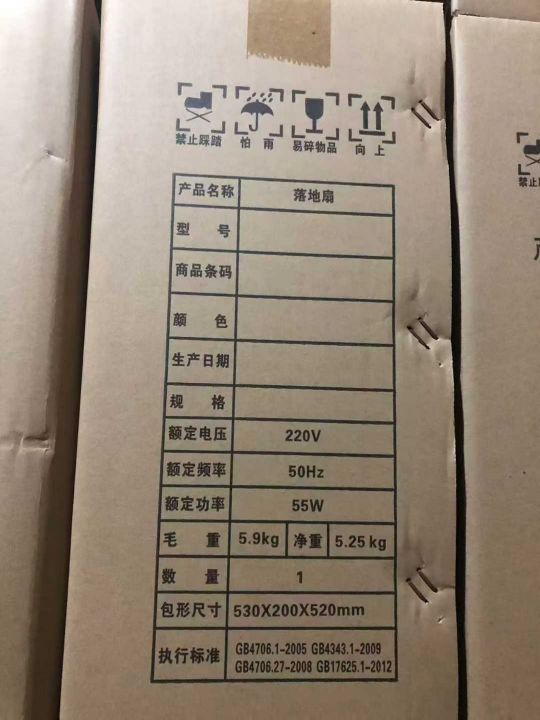 禁止踩踏 怕雨 易碎物品 向上
产品名称 落地扇
型号
商品条码
颜色
生产日期
规格
额定电压 220V
额定频率 50Hz
额定功率 55W
毛重 5.9kg 净重 5.25kg
数量 1
包形尺寸 530X200X520mm
执行标准 GB4706.1-2005 GB4343.1-2009
GB4706.27-2008 GB17625.1-2012
禁止